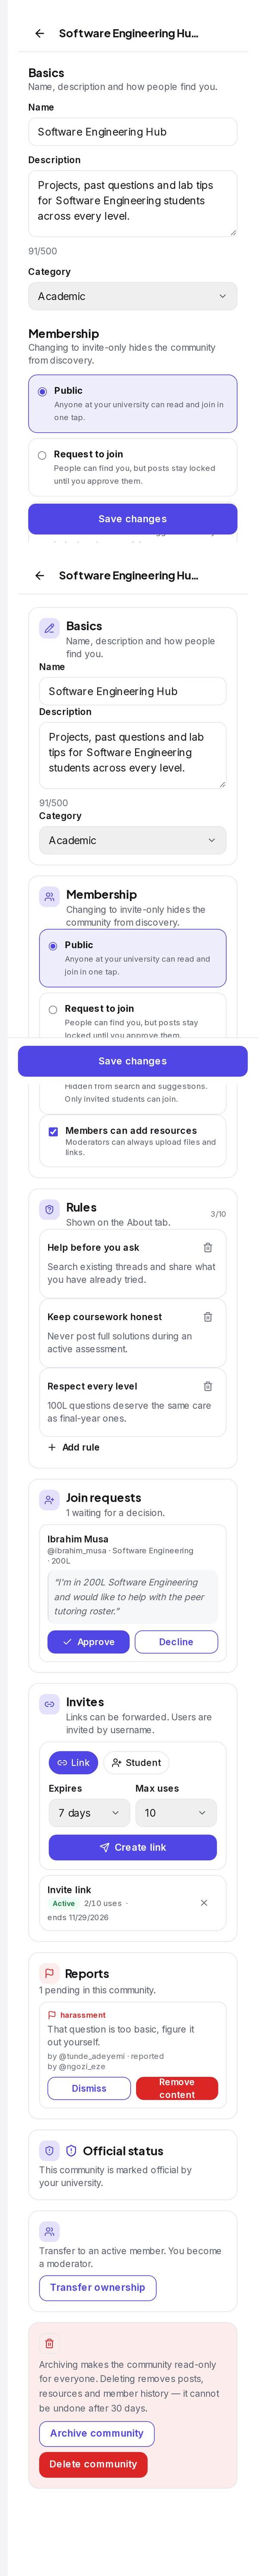 Software Engineering Hu...
Basics
Name, description and how people find you.
Name
Software Engineering Hub
Description
Projects, past questions and lab tips
for Software Engineering students
across every level.
91/500
Category
Academic
Membership
Changing to invite-only hides the community
from discovery.
Public
Anyone at your university can read and join in
one tap.
Request to join
People can find you, but posts stay locked
until you approve them.
Save changes
Software Engineering Hu...
Basics
Name, description and how people
find you.
Name
Software Engineering Hub
Description
Projects, past questions and lab
tips for Software Engineering
students across every level.
91/500
Category
Academic
Membership
Changing to invite-only hides the
community from discovery.
Public
Anyone at your university can read and
join in one tap.
Request to join
People can find you, but posts stay
locked until you approve them.
Save changes
Hidden from search and suggestions.
Only invited students can join.
Members can add resources
Moderators can always upload files and
links.
Rules
Shown on the About tab.
3/10
Help before you ask
Search existing threads and share what
you have already tried.
Keep coursework honest
Never post full solutions during an
active assessment.
Respect every level
100L questions deserve the same care
as final-year ones.
Add rule
Join requests
1 waiting for a decision.
Ibrahim Musa
@ibrahim_musa · Software Engineering
· 200L
“I'm in 200L Software Engineering
and would like to help with the peer
tutoring roster.”
Approve
Decline
Invites
Links can be forwarded. Users are
invited by username.
Link
Student
Expires
Max uses
7 days
10
Create link
Invite link
Active 2/10 uses ·
ends 11/29/2026
Reports
1 pending in this community.
harassment
That question is too basic, figure it
out yourself.
by @tunde_adeyemi · reported
by @ngozi_eze
Dismiss
Remove
content
Official status
This community is marked official by
your university.
Transfer to an active member. You become
a moderator.
Transfer ownership
Archiving makes the community read-only
for everyone. Deleting removes posts,
resources and member history — it cannot
be undone after 30 days.
Archive community
Delete community